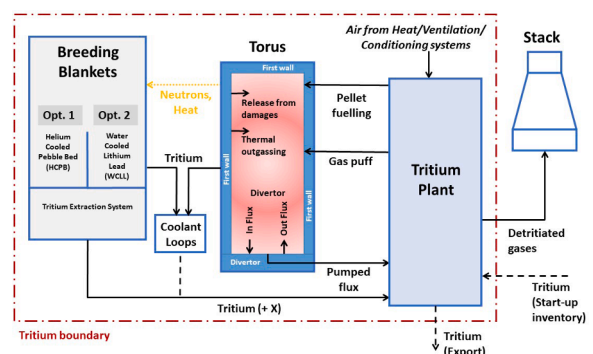 Air from Heat/Ventilation/
Conditioning systems
Stack
Breeding
Blankets
Torus
First wall
Opt. 1
Opt. 2
Helium
Cooled
Pebble Bed
(HCPB)
Water
Cooled
Lithium
Lead
(WCLL)
Tritium Extraction System
Neutrons,
Heat
Tritium
Coolant
Loops
First wall
Release from
damages
Thermal
outgassing
Divertor
In Flux
Out Flux
First wall
Divertor
Pellet
fuelling
Gas puff
Pumped
flux
Tritium
Plant
Detritiated
gases
Tritium
(Start-up
inventory)
Tritium (+ X)
Tritium boundary
Tritium
(Export)